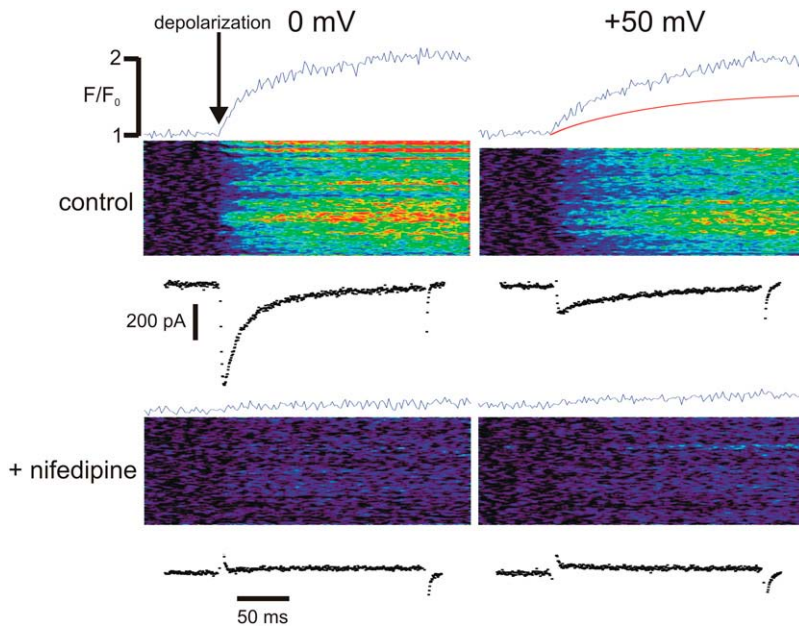 depolarization
0 mV
+50 mV
2
F/F₀
1
control
200 pA
+ nifedipine
50 ms